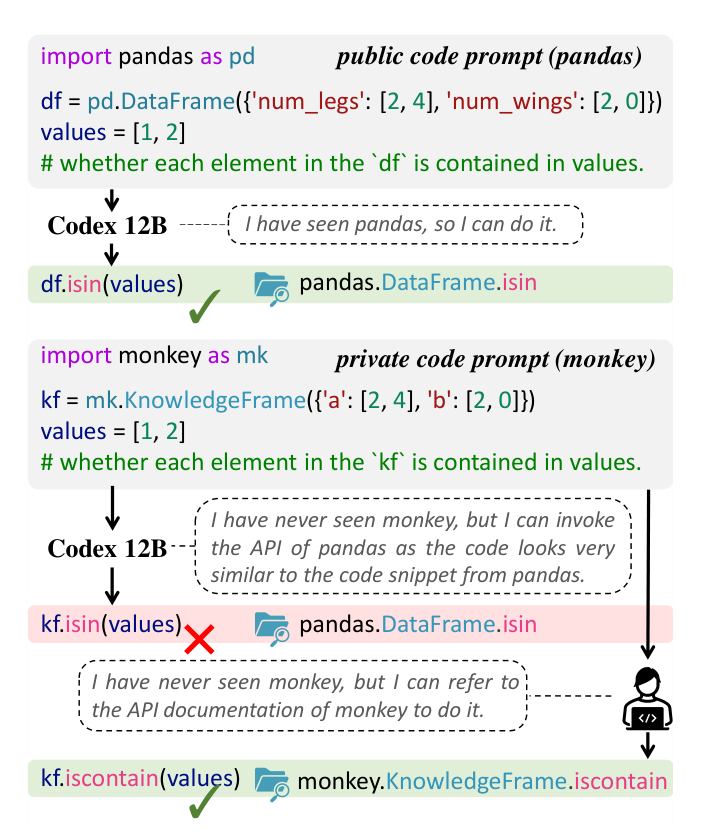 import pandas as pd
public code prompt (pandas)
df = pd.DataFrame({'num_legs': [2, 4], 'num_wings': [2, 0]})
values = [1, 2]
# whether each element in the `df` is contained in values.
Codex 12B
I have seen pandas, so I can do it.
df.isin(values)
pandas.DataFrame.isin
import monkey as mk
private code prompt (monkey)
kf = mk.KnowledgeFrame({'a': [2, 4], 'b': [2, 0]})
values = [1, 2]
# whether each element in the `kf` is contained in values.
Codex 12B
I have never seen monkey, but I can invoke
the API of pandas as the code looks very
similar to the code snippet from pandas.
kf.isin(values)
pandas.DataFrame.isin
I have never seen monkey, but I can refer to
the API documentation of monkey to do it.
</>
kf.iscontain(values)
monkey.KnowledgeFrame.iscontain